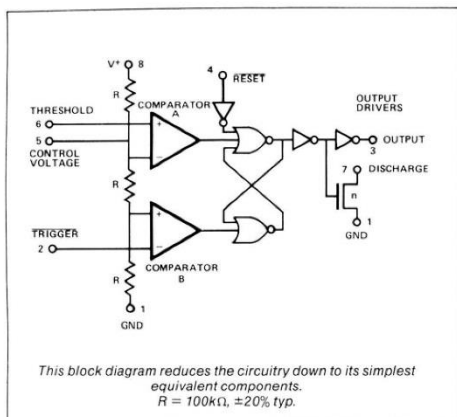 V+ 8
4
RESET
R
COMPARATOR
A
OUTPUT
DRIVERS
THRESHOLD
6
+
5
CONTROL
VOLTAGE
−
OUTPUT
3
7 DISCHARGE
R
n
+
1
GND
TRIGGER
2
−
R
COMPARATOR
B
1
GND
This block diagram reduces the circuitry down to its simplest
equivalent components.
R = 100kΩ, ±20% typ.